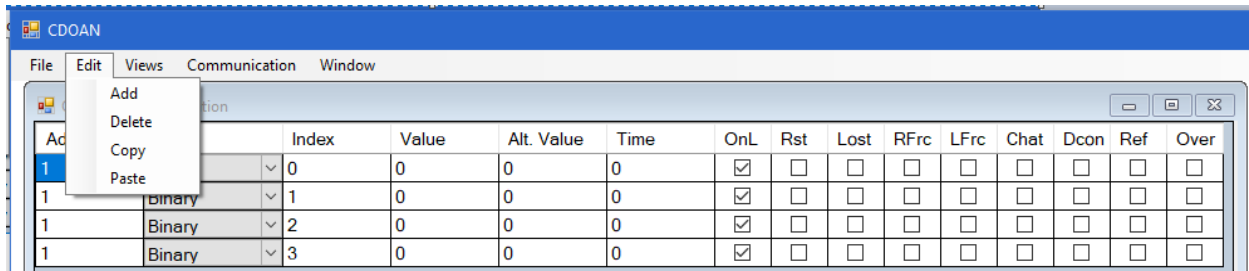 CDOAN
File Edit Views Communication Window
Add
Delete
Copy
Paste
tion
Ad Index Value Alt. Value Time OnL Rst Lost RFrc LFrc Chat Dcon Ref Over
1 0 0 0 0
1 Binary 1 0 0 0
1 Binary 2 0 0 0
1 Binary 3 0 0 0